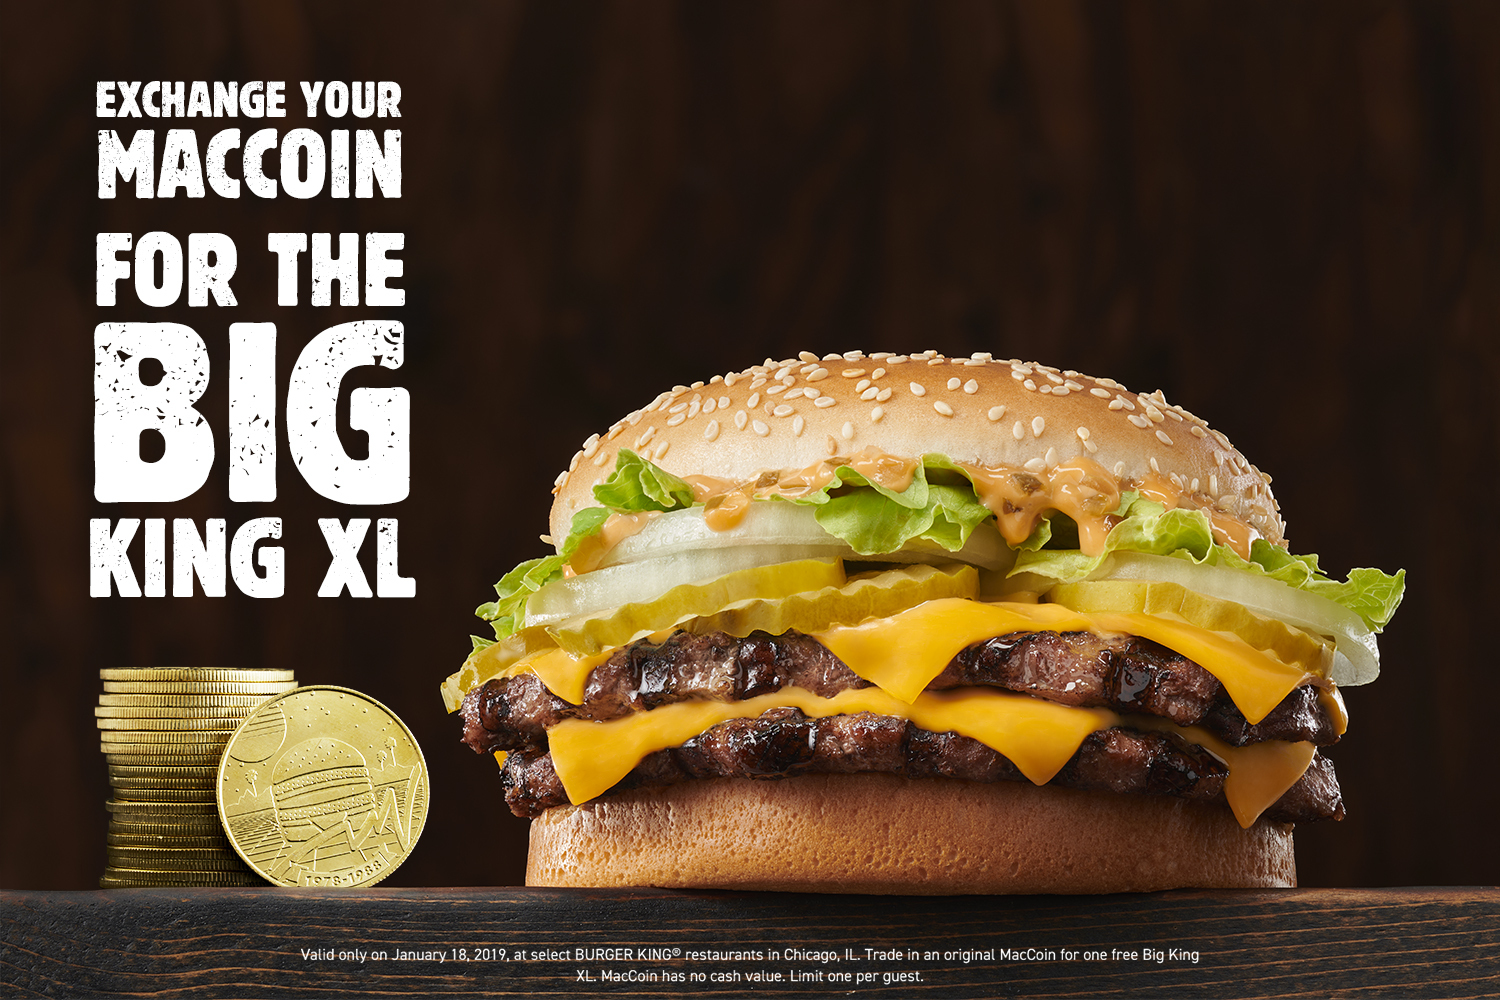 EXCHANGE YOUR
MACCOIN
FOR THE
BIG
KING XL
1978-1988
Valid only on January 18, 2019, at select BURGER KING® restaurants in Chicago, IL. Trade in an original MacCoin for one free Big King
XL. MacCoin has no cash value. Limit one per guest.